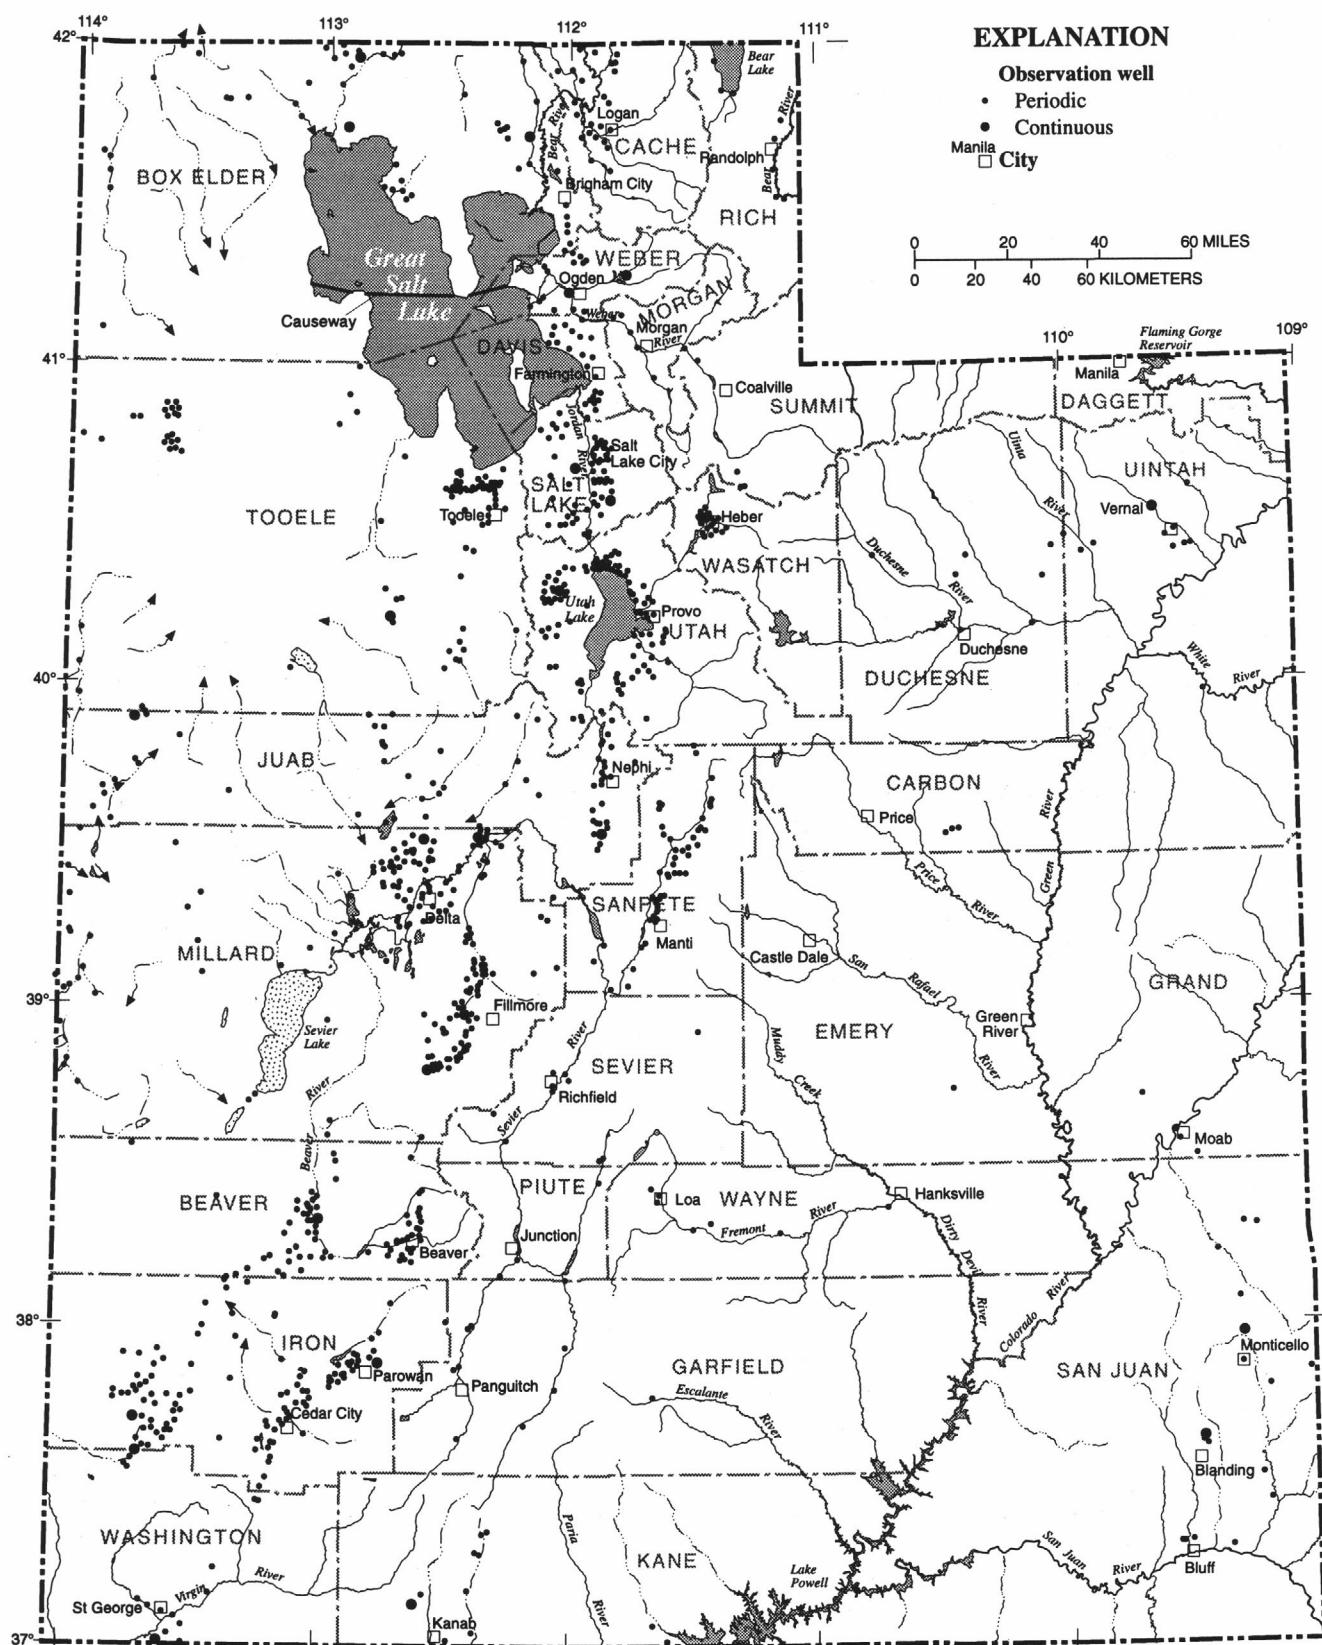 114°
113°
112°
111°
42°
EXPLANATION
Observation well
Periodic
Continuous
Manila
City
0 20 40 60 MILES
0 20 40 60 KILOMETERS
Bear
Lake
River
Bear
Logan
CACHE
Randolph
Bear River
BOX ELDER
Brigham City
RICH
Great
Salt
Lake
WEBER
Ogden
MORGAN
Causeway
Weber
Morgan
River
110°
109°
Flaming Gorge
Reservoir
41°
DAVIS
Farmington
Manila
Coalville
SUMMIT
DAGGETT
Jordan River
Salt
Lake City
Uinta
River
UINTAH
SALT
LAKE
TOOELE
Tooele
Heber
Vernal
Duchesne
River
WASATCH
Utah
Lake
Provo
UTAH
Duchesne
White
River
40°
DUCHESNE
JUAB
Nephi
CARBON
Price
Green
River
Price
River
Delta
SANPETE
Manti
MILLARD
Castle Dale
San
Rafael
River
GRAND
39°
Fillmore
Green
River
Sevier
Lake
River
EMERY
Muddy
Creek
SEVIER
Richfield
Sevier
River
Beaver
Moab
BEAVER
PIUTE
Loa
WAYNE
Hanksville
Fremont
River
Junction
Beaver
Dirty Devil
River
Colorado
River
38°
IRON
Monticello
Parowan
GARFIELD
SAN JUAN
Panguitch
Escalante
River
Cedar City
Blanding
WASHINGTON
Paria
River
KANE
San Juan
River
Lake
Powell
Bluff
Virgin
River
St George
Kanab
37°